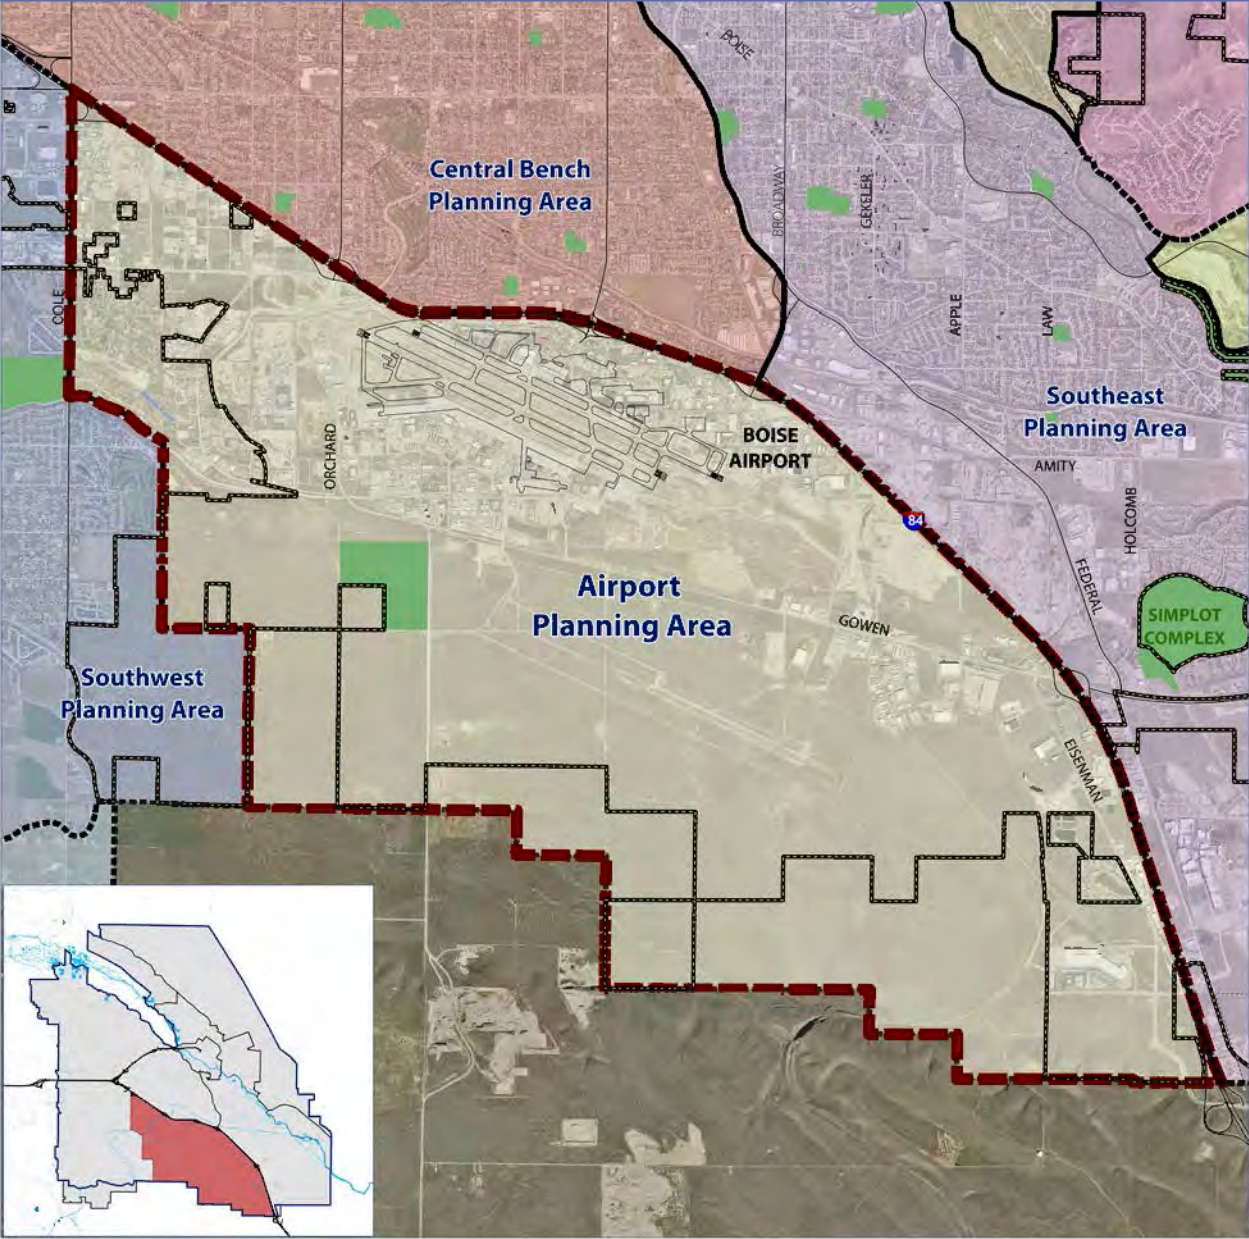 BOISE
Central Bench
Planning Area
BROADWAY
GEKELER
COLE
APPLE
LAW
Southeast
Planning Area
BOISE
AIRPORT
ORCHARD
AMITY
HOLCOMB
84
FEDERAL
Airport
Planning Area
GOWEN
SIMPLOT
COMPLEX
Southwest
Planning Area
EISENMAN